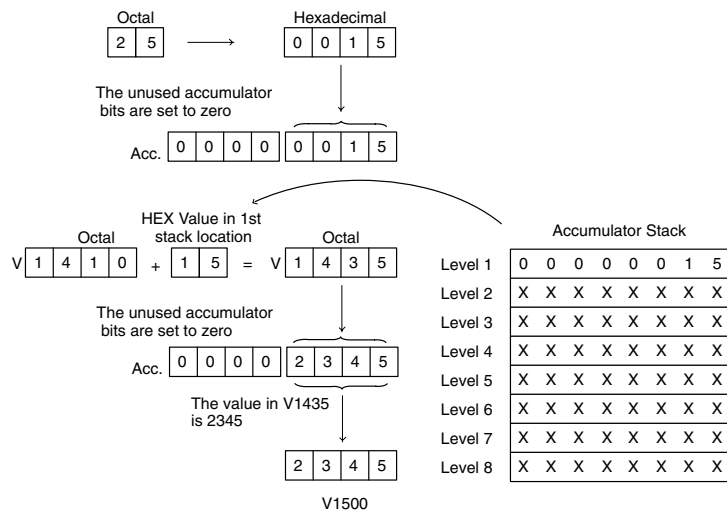 Octal Hexadecimal
2 5 0 0 1 5
The unused accumulator
bits are set to zero
Acc. 0 0 0 0 0 0 1 5
HEX Value in 1st
stack location
Octal Octal
V 1 4 1 0 + 1 5 = V 1 4 3 5
The unused accumulator
bits are set to zero
Acc. 0 0 0 0 2 3 4 5
The value in V1435
is 2345
2 3 4 5
V1500
Accumulator Stack
Level 1 0 0 0 0 0 0 1 5
Level 2 X X X X X X X X
Level 3 X X X X X X X X
Level 4 X X X X X X X X
Level 5 X X X X X X X X
Level 6 X X X X X X X X
Level 7 X X X X X X X X
Level 8 X X X X X X X X